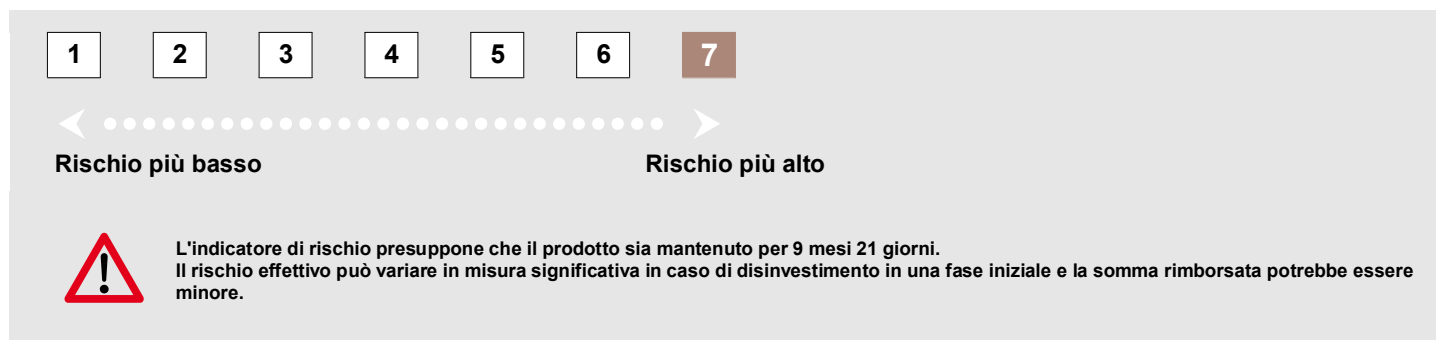 1 2 3 4 5 6 7
Rischio più basso Rischio più alto
L'indicatore di rischio presuppone che il prodotto sia mantenuto per 9 mesi 21 giorni.
Il rischio effettivo può variare in misura significativa in caso di disinvestimento in una fase iniziale e la somma rimborsata potrebbe essere
minore.